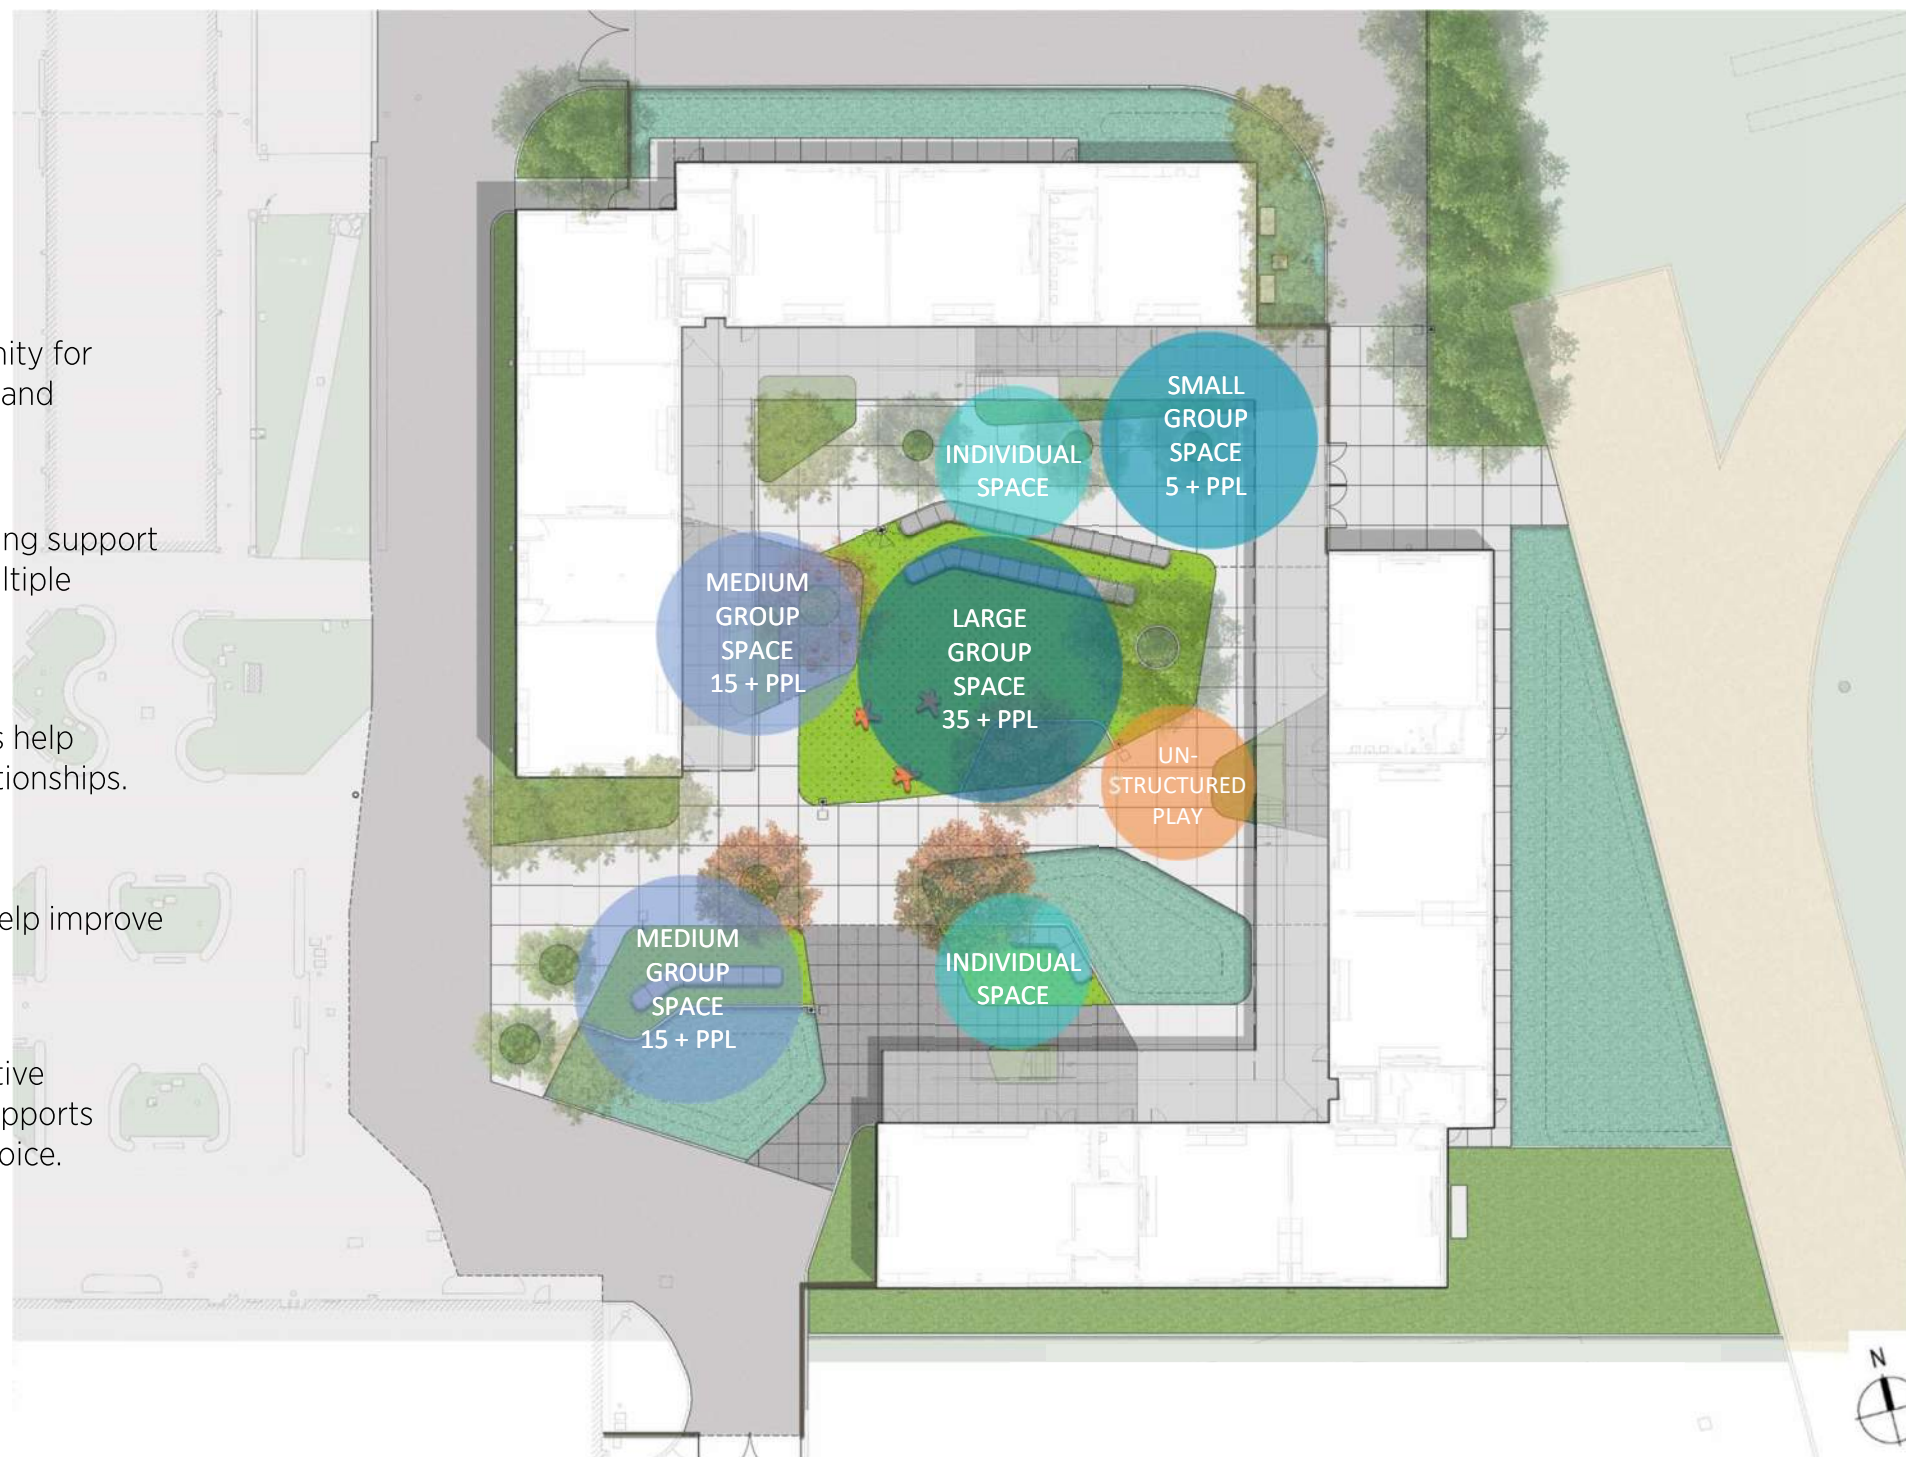 nity for
and
ng support
ltiple
s help
tionships.
elp improve
tive
pports
oice.
INDIVIDUAL
SPACE
SMALL
GROUP
SPACE
5 + PPL
MEDIUM
GROUP
SPACE
15 + PPL
LARGE
GROUP
SPACE
35 + PPL
UN-
STRUCTURED
PLAY
MEDIUM
GROUP
SPACE
15 + PPL
INDIVIDUAL
SPACE
N